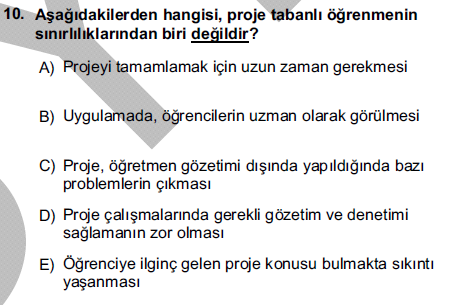 10. Aşağıdakilerden hangisi, proje tabanlı öğrenmenin
sınırlılıklarından biri değildir?
A) Projeyi tamamlamak için uzun zaman gerekmesi
B) Uygulamada, öğrencilerin uzman olarak görülmesi
C) Proje, öğretmen gözetimi dışında yapıldığında bazı
problemlerin çıkması
D) Proje çalışmalarında gerekli gözetim ve denetimi
sağlamanın zor olması
E) Öğrenciye ilginç gelen proje konusu bulmakta sıkıntı
yaşanması